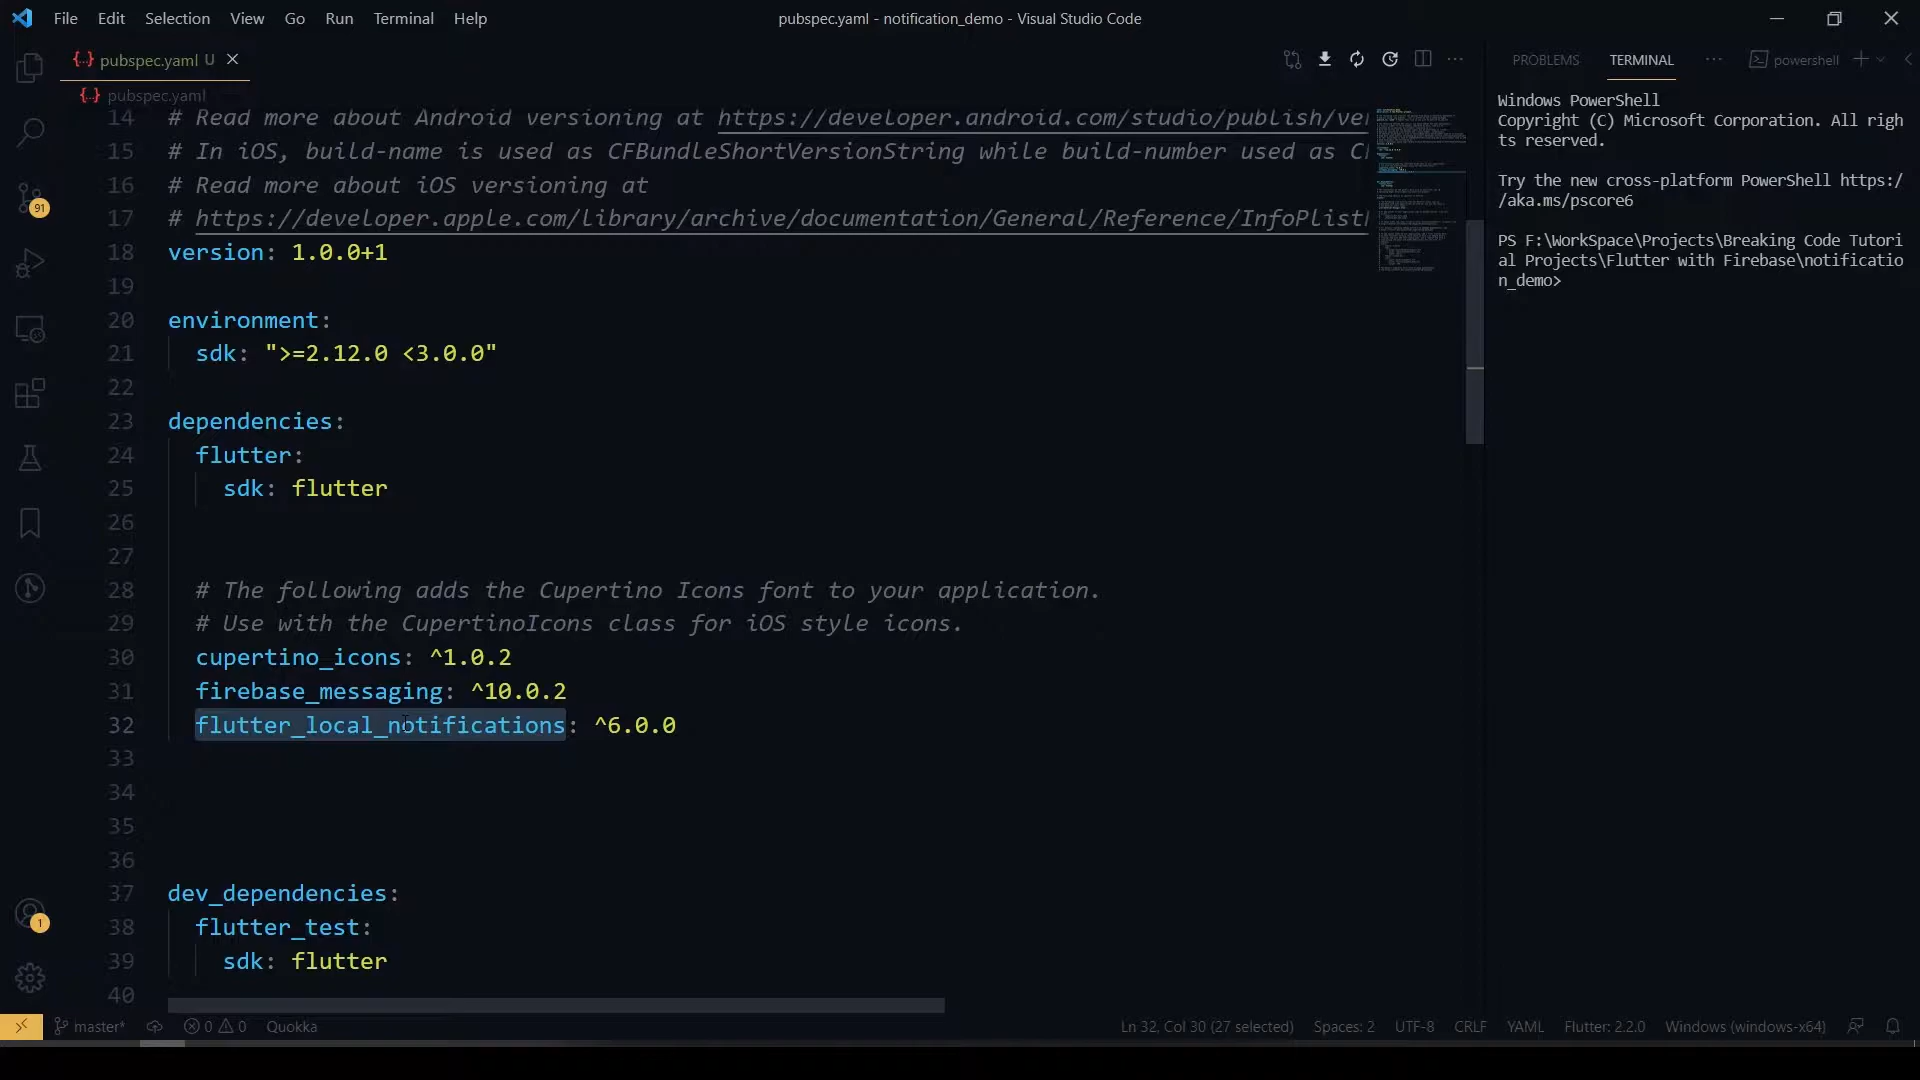 File Edit Selection View Go Run Terminal Help
pubspec.yaml - notification_demo - Visual Studio Code
{..} pubspec.yaml U
{..} pubspec.yaml
14 # Read more about Android versioning at https://developer.android.com/studio/publish/ver
15 # In iOS, build-name is used as CFBundleShortVersionString while build-number used as CF
16 # Read more about iOS versioning at
17 # https://developer.apple.com/library/archive/documentation/General/Reference/InfoPlist
18 version: 1.0.0+1
19
20 environment:
21 sdk: ">=2.12.0 <3.0.0"
22
23 dependencies:
24 flutter:
25 sdk: flutter
26
27
28 # The following adds the Cupertino Icons font to your application.
29 # Use with the CupertinoIcons class for iOS style icons.
30 cupertino_icons: ^1.0.2
31 firebase_messaging: ^10.0.2
32 flutter_local_notifications: ^6.0.0
33
34
35
36
37 dev_dependencies:
38 flutter_test:
39 sdk: flutter
40
PROBLEMS TERMINAL ... powershell
Windows PowerShell
Copyright (C) Microsoft Corporation. All righ
ts reserved.
Try the new cross-platform PowerShell https:/
/aka.ms/pscore6
PS F:\WorkSpace\Projects\Breaking Code Tutori
al Projects\Flutter with Firebase\notificatio
n_demo>
91
1
master* 0 0 Quokka
Ln 32, Col 30 (27 selected) Spaces: 2 UTF-8 CRLF YAML Flutter: 2.2.0 Windows (windows-x64)